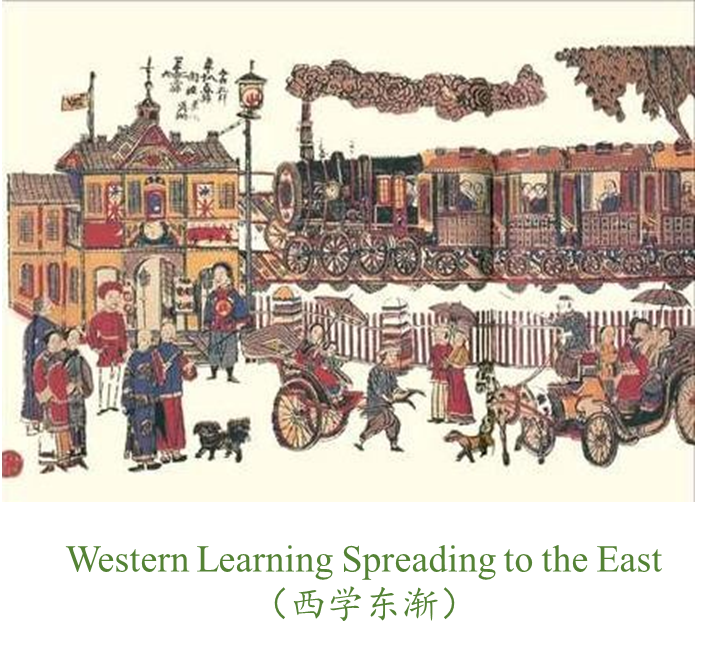 Western Learning Spreading to the East
（西学东渐）